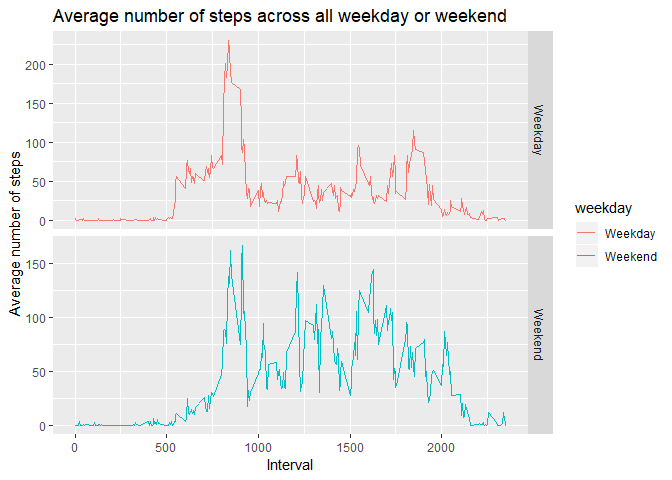 Average number of steps across all weekday or weekend
Average number of steps
200
150
100
50
0
Weekday
150
100
50
0
Weekend
0
500
1000
1500
2000
Interval
weekday
Weekday
Weekend